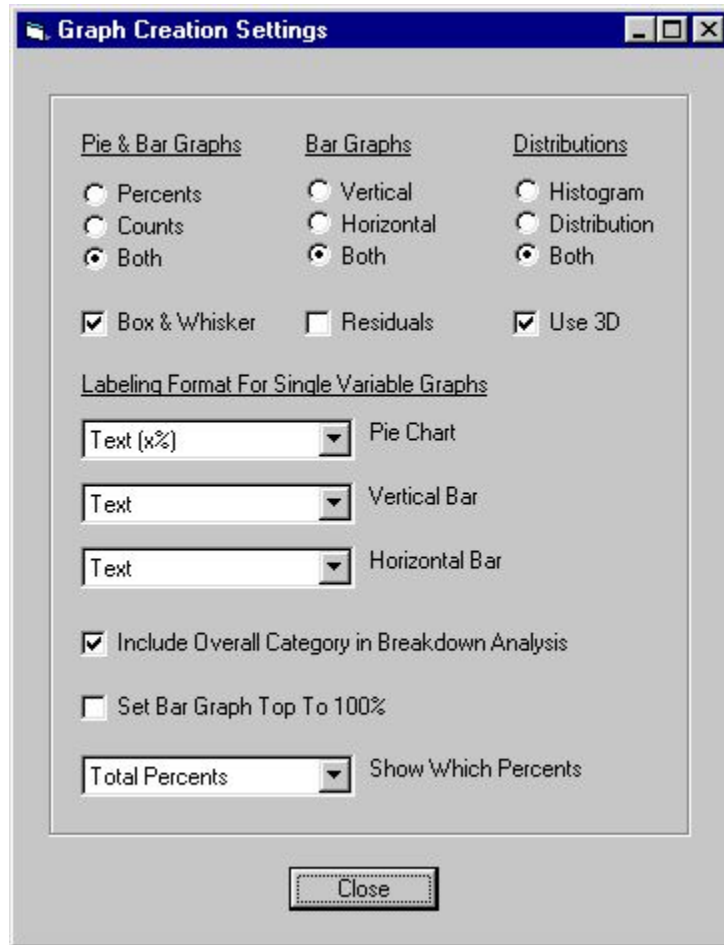 Graph Creation Settings
Pie & Bar Graphs Bar Graphs Distributions
Percents Vertical Histogram
Counts Horizontal Distribution
Both Both Both
Box & Whisker Residuals Use 3D
Labeling Format For Single Variable Graphs
Text (x%) Pie Chart
Text Vertical Bar
Text Horizontal Bar
Include Overall Category in Breakdown Analysis
Set Bar Graph Top To 100%
Total Percents Show Which Percents
Close